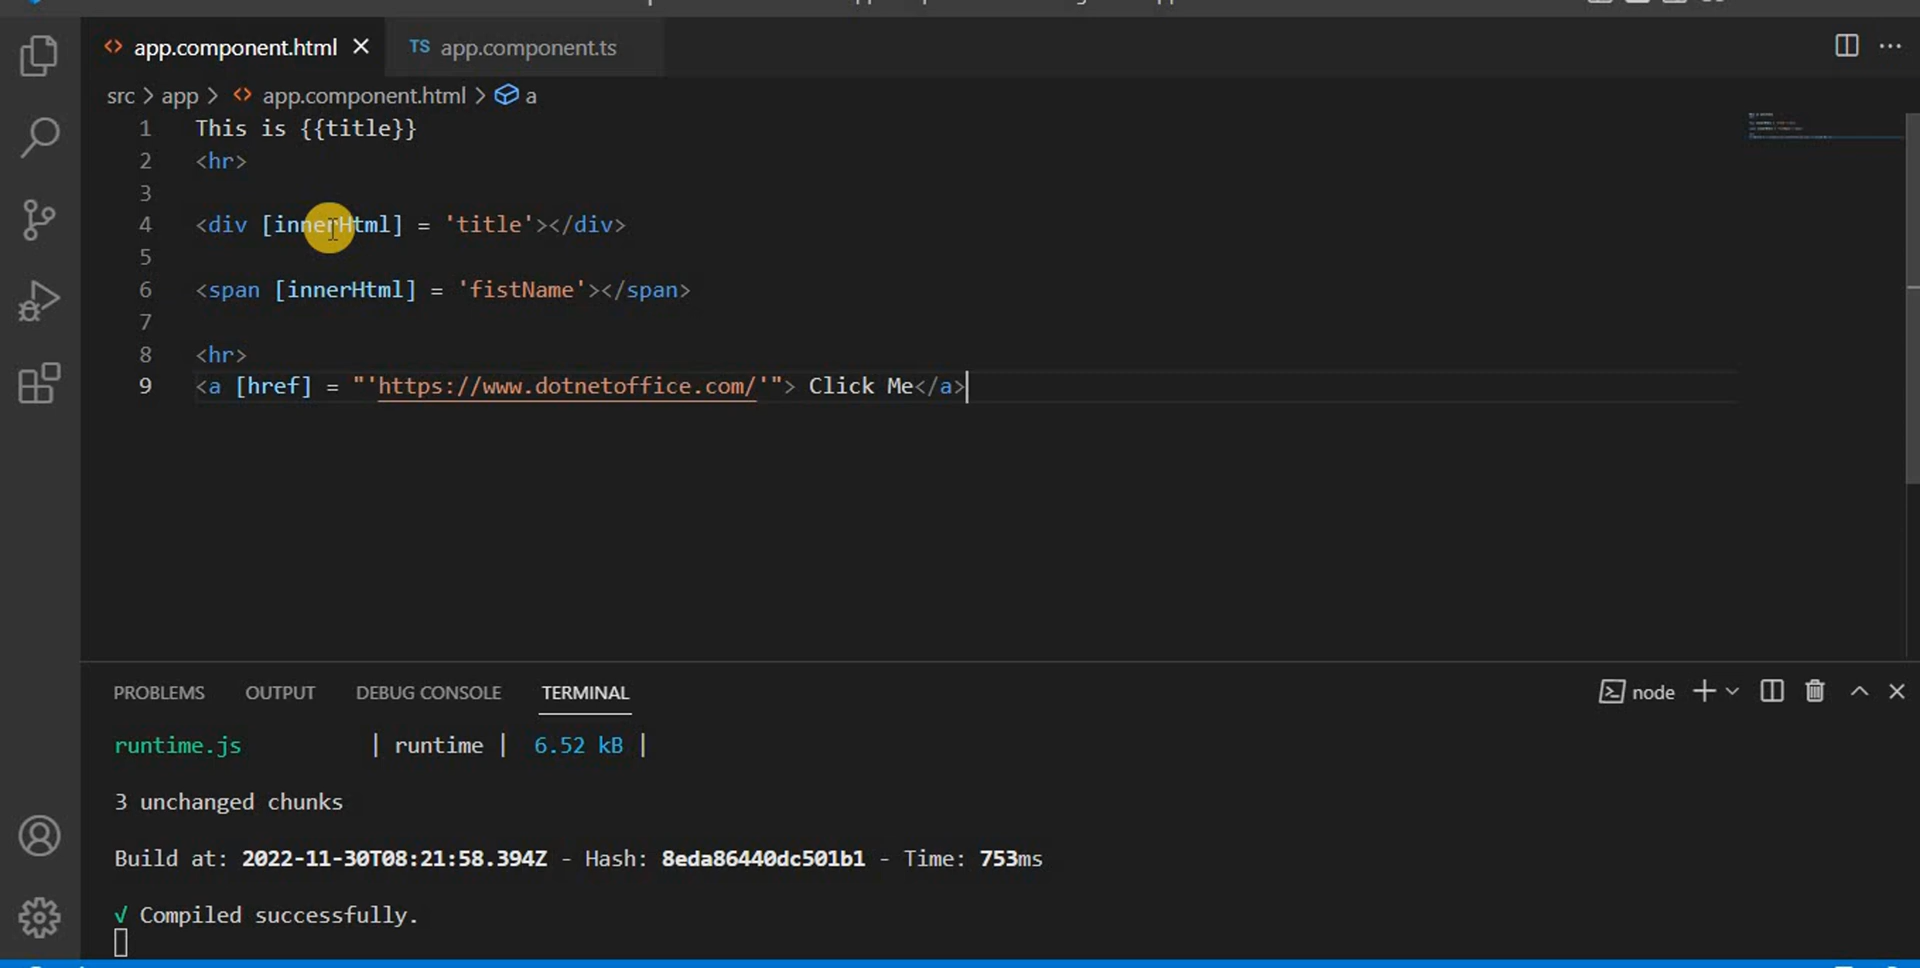 app.component.html
TS app.component.ts
src > app > app.component.html > a
1 This is {{title}}
2 <hr>
3
4 <div [innerHtml] = 'title'></div>
5
6 <span [innerHtml] = 'fistName'></span>
7
8 <hr>
9 <a [href] = "'https://www.dotnetoffice.com/'"> Click Me</a>
PROBLEMS OUTPUT DEBUG CONSOLE TERMINAL node
runtime.js | runtime | 6.52 kB |
3 unchanged chunks
Build at: 2022-11-30T08:21:58.394Z - Hash: 8eda86440dc501b1 - Time: 753ms
√ Compiled successfully.